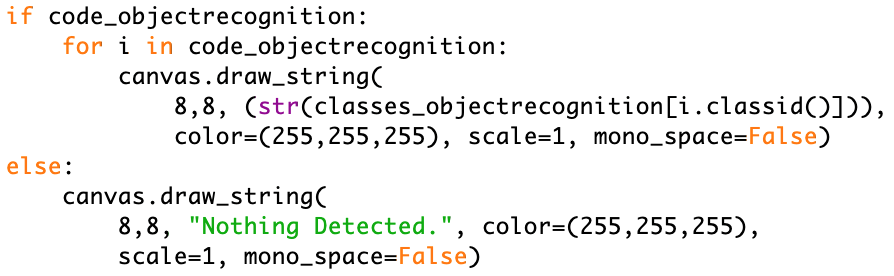 if code_objectrecognition:
    for i in code_objectrecognition:
        canvas.draw_string(
            8,8, (str(classes_objectrecognition[i.classid()])),
            color=(255,255,255), scale=1, mono_space=False)
else:
    canvas.draw_string(
        8,8, "Nothing Detected.", color=(255,255,255),
        scale=1, mono_space=False)